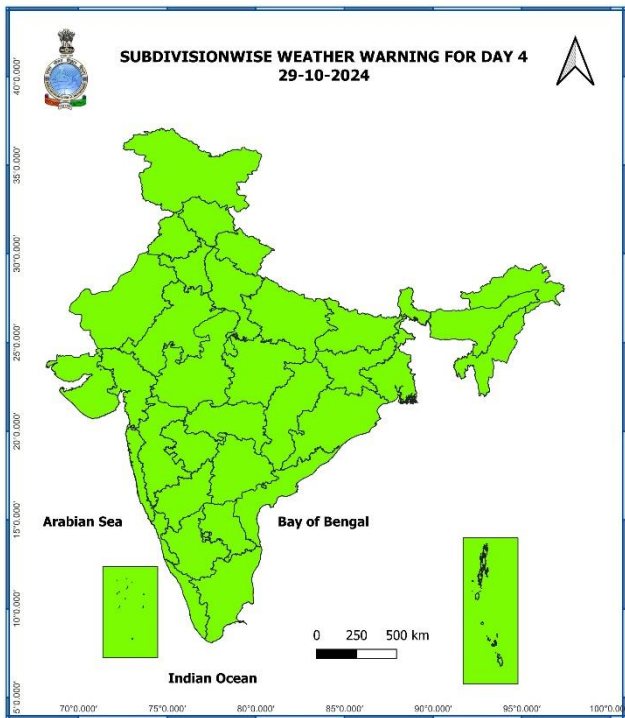 SUBDIVISIONWISE WEATHER WARNING FOR DAY 4
29-10-2024
40°0.000'
35°0.000'
30°0.000'
25°0.000'
20°0.000'
15°0.000'
10°0.000'
5°0.000'
Arabian Sea
Bay of Bengal
0 250 500 km
Indian Ocean
70°0.000' 75°0.000' 80°0.000' 85°0.000' 90°0.000' 95°0.000' 100°0.000'